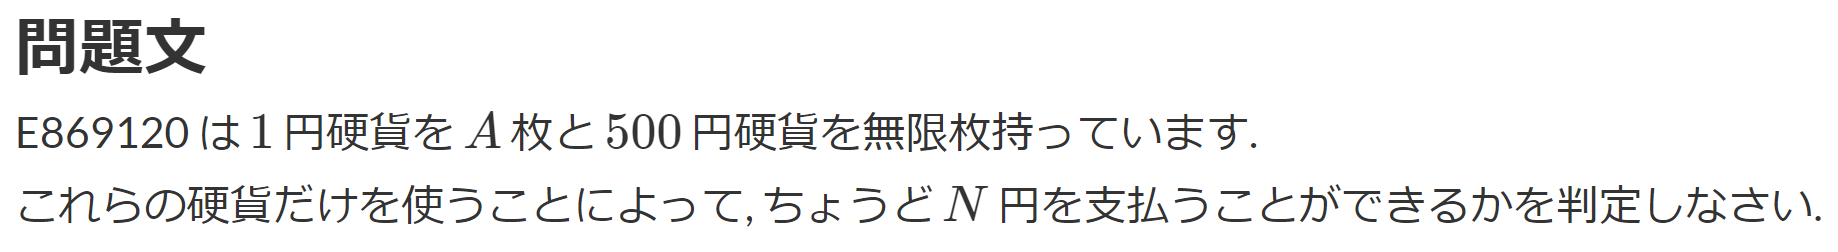 問題文
E869120 は 1 円硬貨を A 枚と 500 円硬貨を無限枚持っています.
これらの硬貨だけを使うことによって, ちょうど N 円を支払うことができるかを判定しなさい.